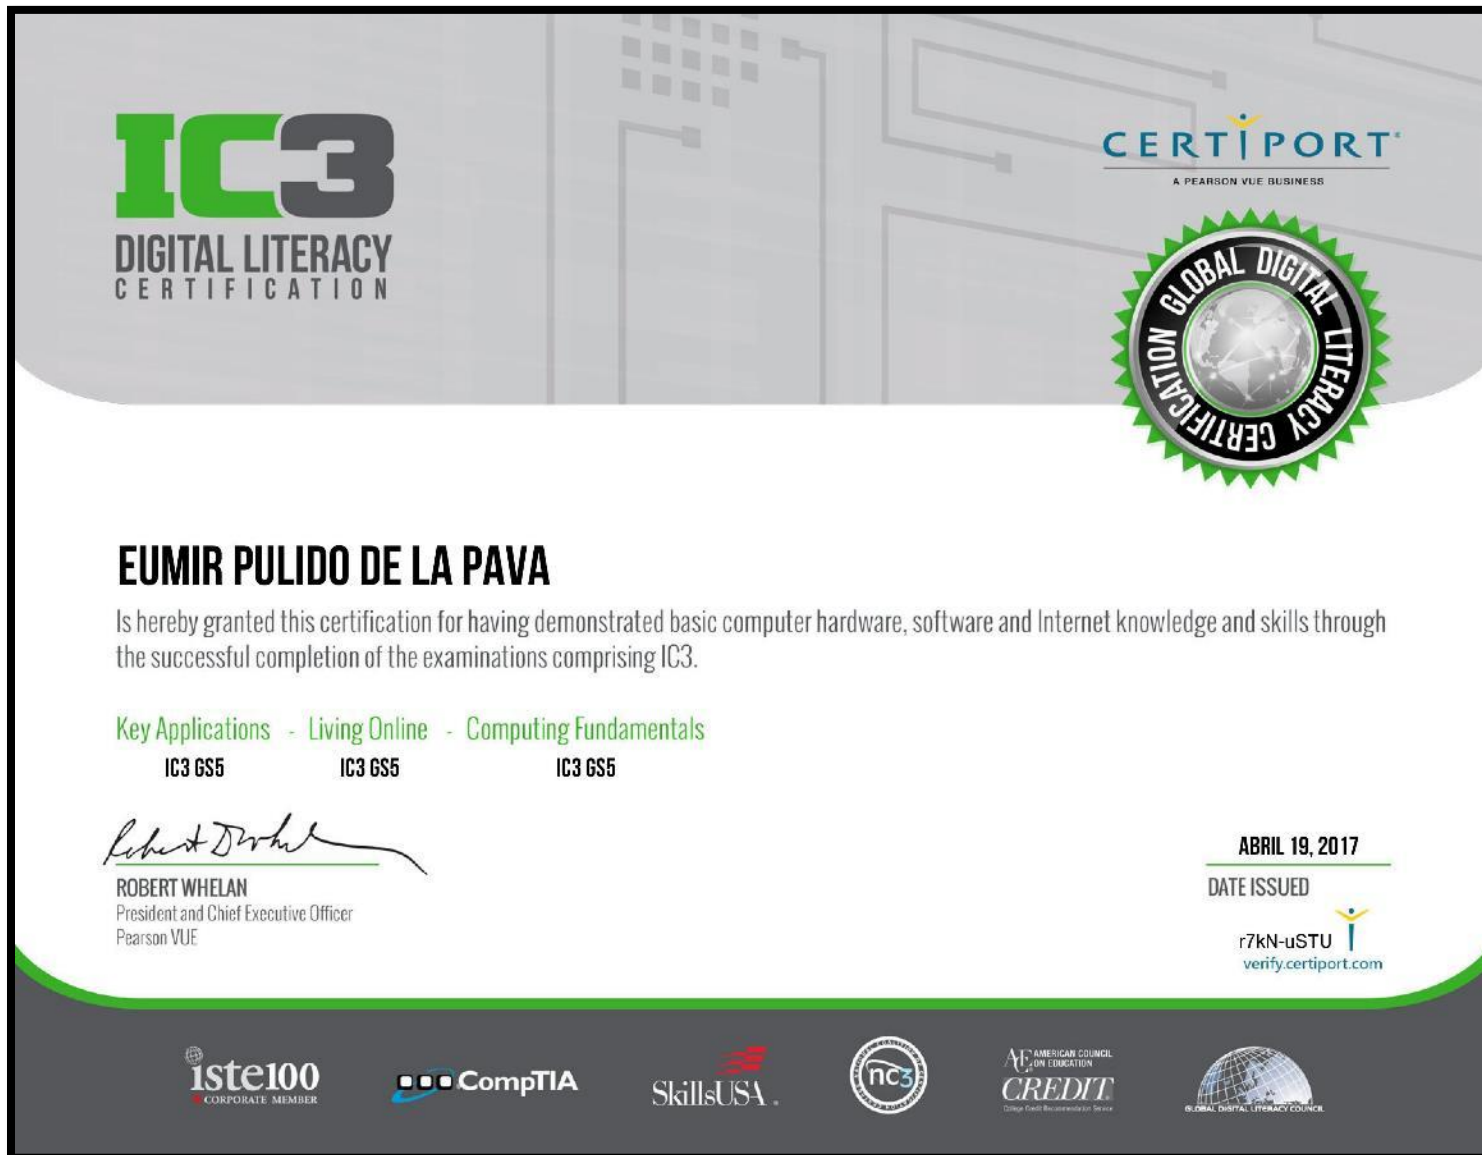 IC3
DIGITAL LITERACY
CERTIFICATION
CERTIPORT®
A PEARSON VUE BUSINESS
GLOBAL DIGITAL LITERACY CERTIFICATION
EUMIR PULIDO DE LA PAVA
Is hereby granted this certification for having demonstrated basic computer hardware, software and Internet knowledge and skills through
the successful completion of the examinations comprising IC3.
Key Applications - Living Online - Computing Fundamentals
IC3 GS5 IC3 GS5 IC3 GS5
ROBERT WHELAN
President and Chief Executive Officer
Pearson VUE
ABRIL 19, 2017
DATE ISSUED
r7kN-uSTU
verify.certiport.com
iste100
CORPORATE MEMBER
CompTIA
SkillsUSA
nc3
AMERICAN COUNCIL
ON EDUCATION
CREDIT
College Credit Recommendation Service
GLOBAL DIGITAL LITERACY COUNCIL